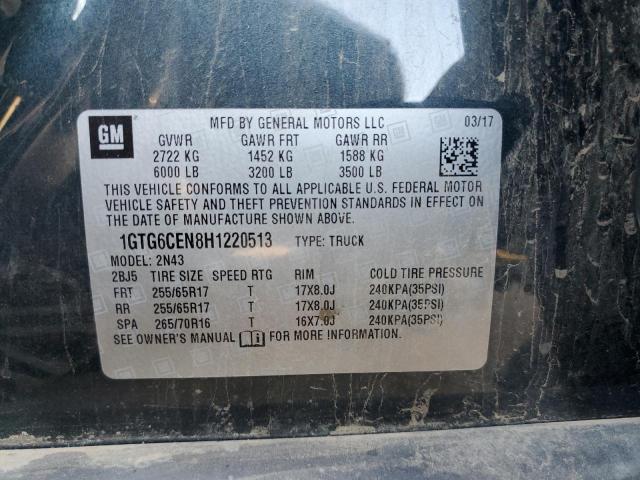 GM
MFD BY GENERAL MOTORS LLC 03/17
GVWR GAWR FRT GAWR RR
2722 KG 1452 KG 1588 KG
6000 LB 3200 LB 3500 LB
THIS VEHICLE CONFORMS TO ALL APPLICABLE U.S. FEDERAL MOTOR
VEHICLE SAFETY AND THEFT PREVENTION STANDARDS IN EFFECT ON
THE DATE OF MANUFACTURE SHOWN ABOVE.
1GTG6CEN8H1220513 TYPE: TRUCK
MODEL: 2N43
2BJ5 TIRE SIZE SPEED RTG RIM COLD TIRE PRESSURE
FRT 255/65R17 T 17X8.0J 240KPA(35PSI)
RR 255/65R17 T 17X8.0J 240KPA(35PSI)
SPA 265/70R16 T 16X7.0J 240KPA(35PSI)
SEE OWNER'S MANUAL FOR MORE INFORMATION.